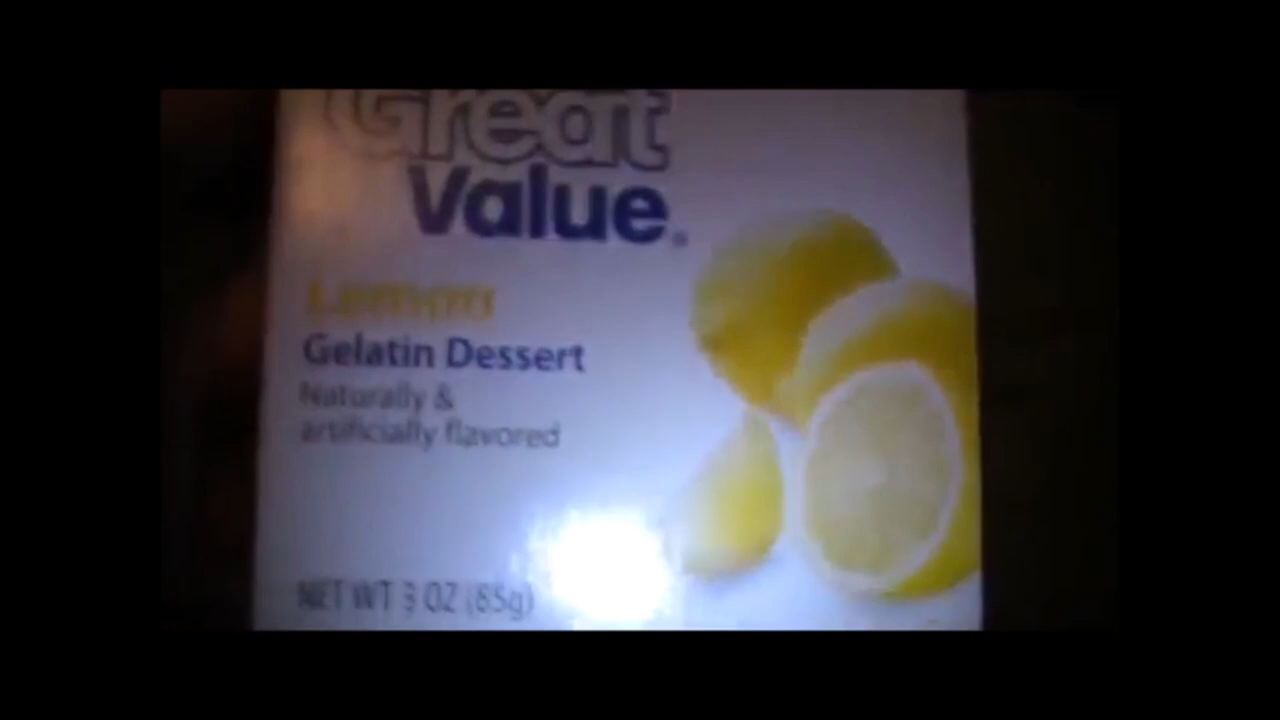 Great
Value
Lemon
Gelatin Dessert
Naturally &
artificially flavored
NET WT 3 OZ (85g)